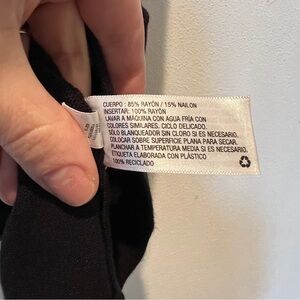 CUERPO : 85% RAYÓN / 15% NAILON
INSERTAR: 100% RAYÓN
LAVAR A MÁQUINA CON AGUA FRÍA CON
COLORES SIMILARES. CICLO DELICADO.
SÓLO BLANQUEADOR SIN CLORO SI ES NECESARIO.
COLOCAR SOBRE SUPERFICIE PLANA PARA SECAR.
PLANCHAR A TEMPERATURA MEDIA SI ES NECESARIO.
ETIQUETA ELABORADA CON PLÁSTICO
100% RECICLADO